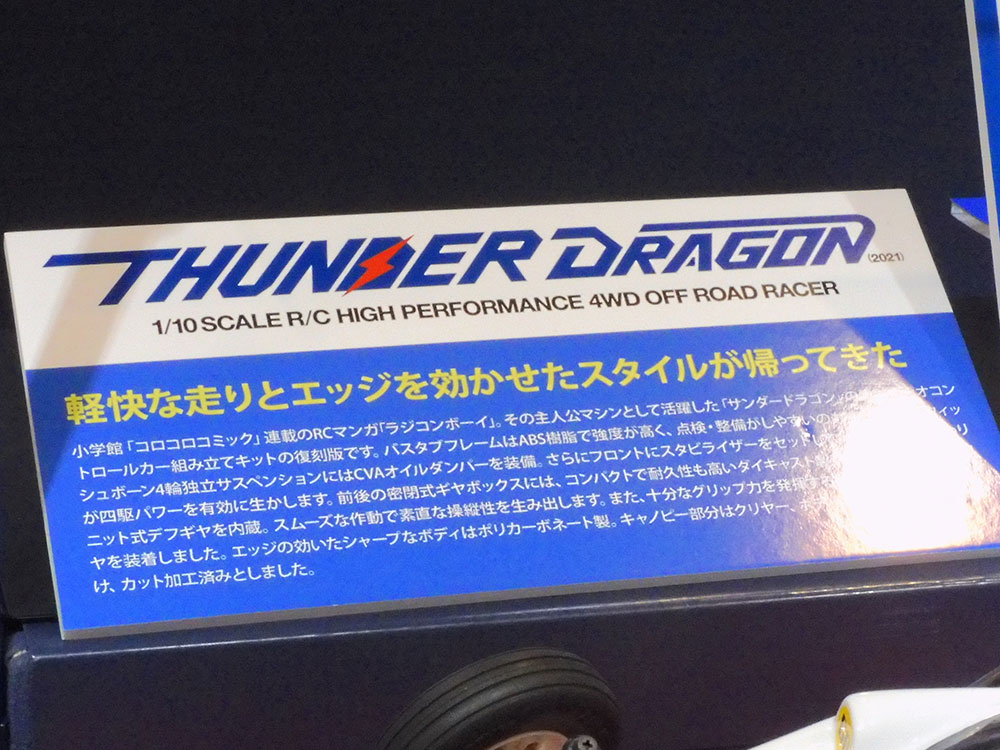 THUNDER DRAGON (2021)
1/10 SCALE R/C HIGH PERFORMANCE 4WD OFF ROAD RACER
軽快な走りとエッジを効かせたスタイルが帰ってきた
小学館「コロコロコミック」連載のRCマンガ「ラジコンボーイ」。その主人公マシンとして活躍した「サンダードラゴン」の オコン
トロールカー組み立てキットの復刻版です。バスタブフレームはABS樹脂で強度が高く、点検・整備がしやすいの イッ
シュボーン4輪独立サスペンションにはCVAオイルダンパーを装備。さらにフロントにスタビライザーをセットし
が四駆パワーを有効に生かします。前後の密閉式ギヤボックスには、コンパクトで耐久性も高いダイキャスト
ニット式デフギヤを内蔵。スムーズな作動で素直な操縦性を生み出します。また、十分なグリップ力を発揮す
ヤを装着しました。エッジの効いたシャープなボディはポリカーボネート製。キャノピー部分はクリヤー、
け、カット加工済みとしました。